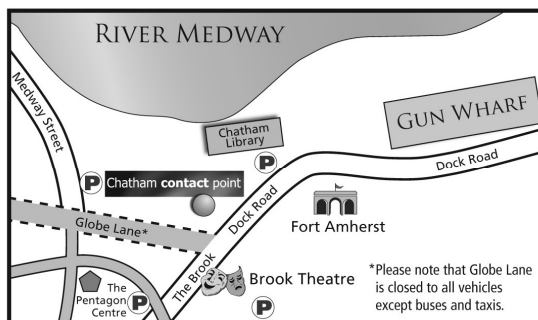 RIVER MEDWAY
Medway Street
Chatham
Library
GUN WHARF
P
P
Chatham contact point
Dock Road
Dock Road
Globe Lane*
Fort Amherst
The Brook
Brook Theatre
The
Pentagon
Centre
P
P
*Please note that Globe Lane
is closed to all vehicles
except buses and taxis.